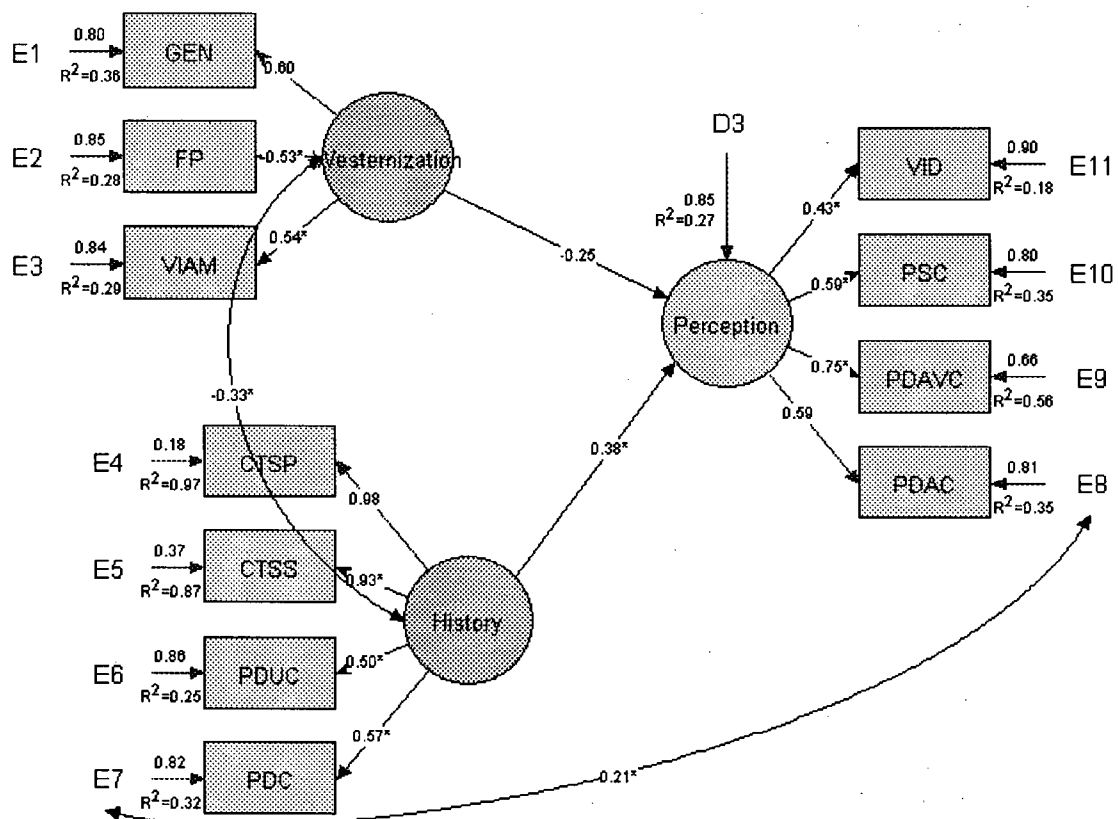 E1
0.80
R²=0.36
GEN
0.60
E2
0.85
R²=0.28
FP
0.53*
Vesternization
E3
0.84
R²=0.29
VIAM
0.54*
-0.25
-0.33*
D3
0.85
R²=0.27
Perception
0.43*
VID
0.90
R²=0.18
E11
0.59*
PSC
0.80
R²=0.35
E10
0.75*
PDAVC
0.66
R²=0.56
E9
0.59
PDAC
0.81
R²=0.35
E8
0.38*
E4
0.18
R²=0.97
CTSP
0.98
E5
0.37
R²=0.87
CTSS
0.93*
History
E6
0.86
R²=0.25
PDUC
0.50*
E7
0.82
R²=0.32
PDC
0.57*
0.21*